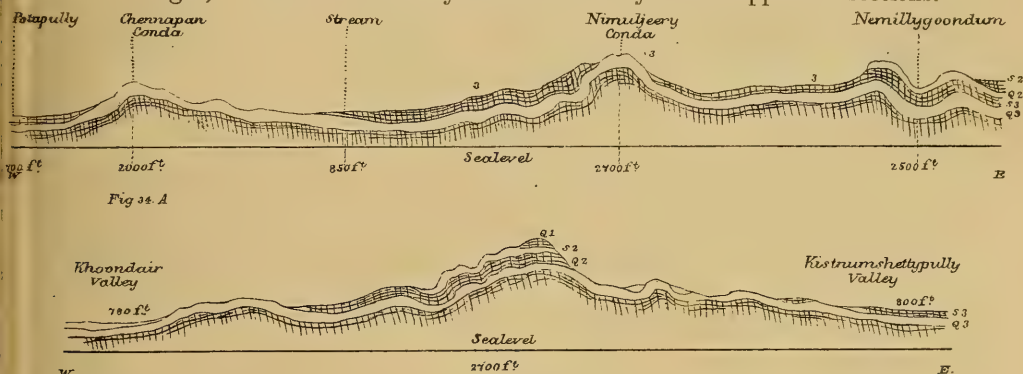 Potapully Chennapan Conda Stream Nimuljeery Conda Nemillygoondum
3 3 3 S2
Q2
S3
Q3
Sealevel
700 ft. 2000 ft. 850 ft. 2700 ft. 2500 ft.
W E
Fig 34. A
Q1
S2
Q2
Khoondair Valley Kistnumshettypully Valley
780 ft. 800 ft.
S3
Q3
Sealevel
W. 2700 ft. E.